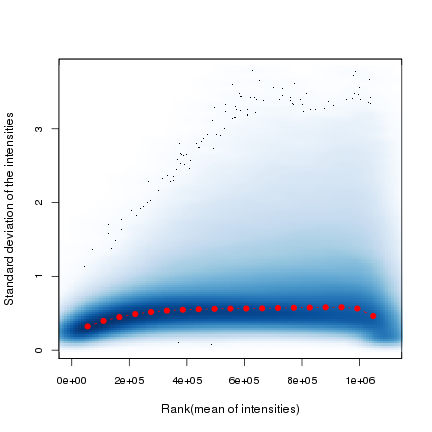 Standard deviation of the intensities
3
2
1
0
0e+00 2e+05 4e+05 6e+05 8e+05 1e+06
Rank(mean of intensities)